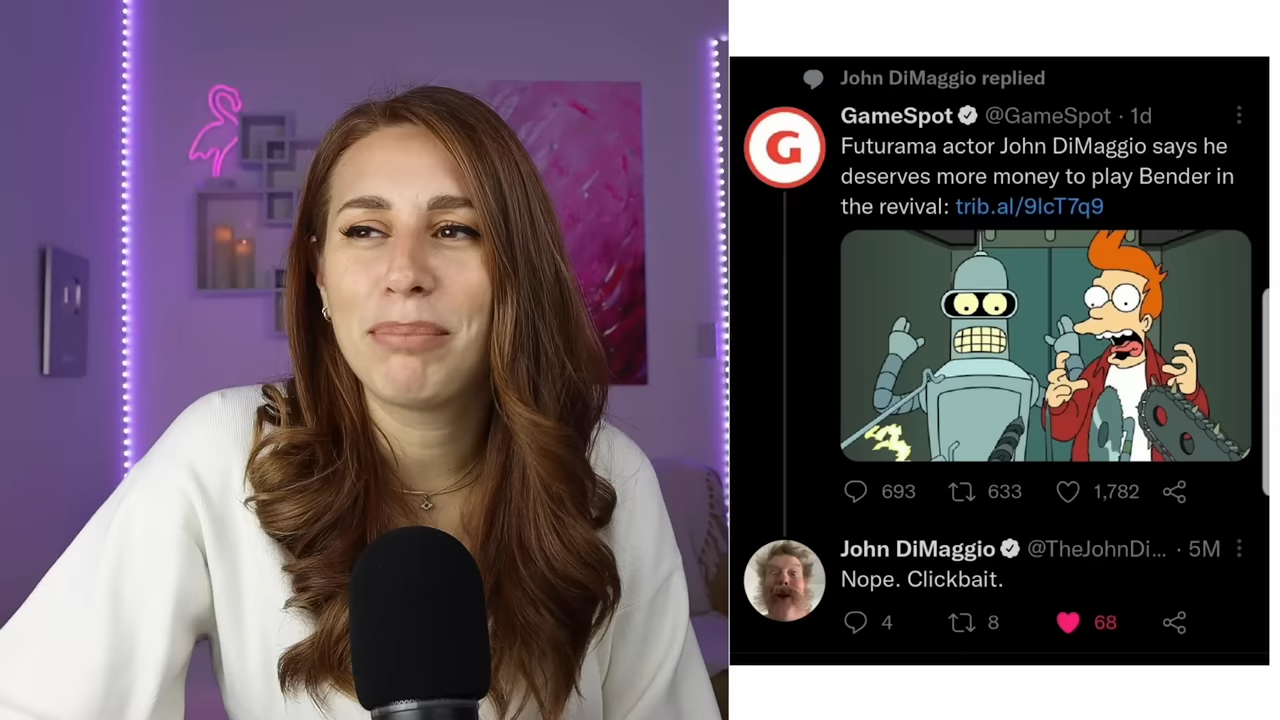 John DiMaggio replied
GameSpot @GameSpot · 1d
Futurama actor John DiMaggio says he
deserves more money to play Bender in
the revival: trib.al/9lcT7q9
693 633 1,782
John DiMaggio @TheJohnDi... · 5M
Nope. Clickbait.
4 8 68